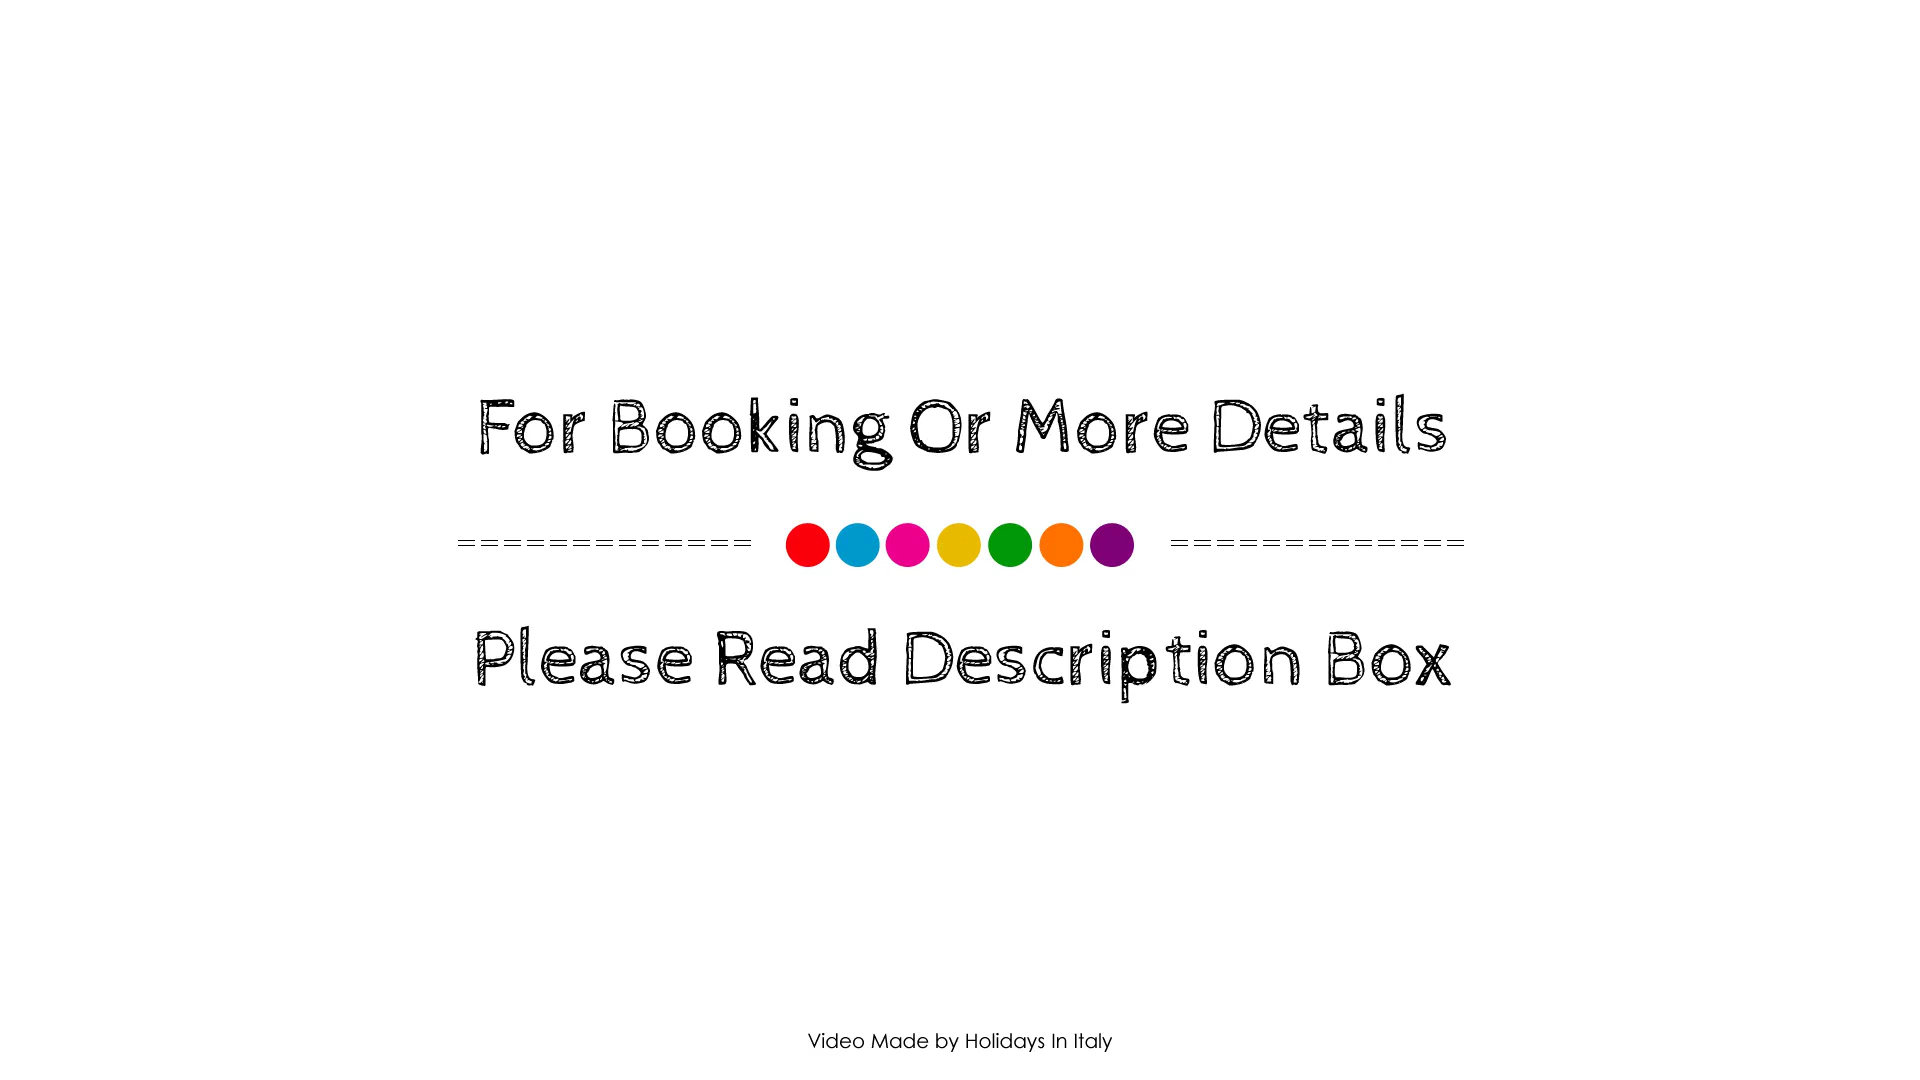 For Booking Or More Details
============= =============
Please Read Description Box
Video Made by Holidays In Italy